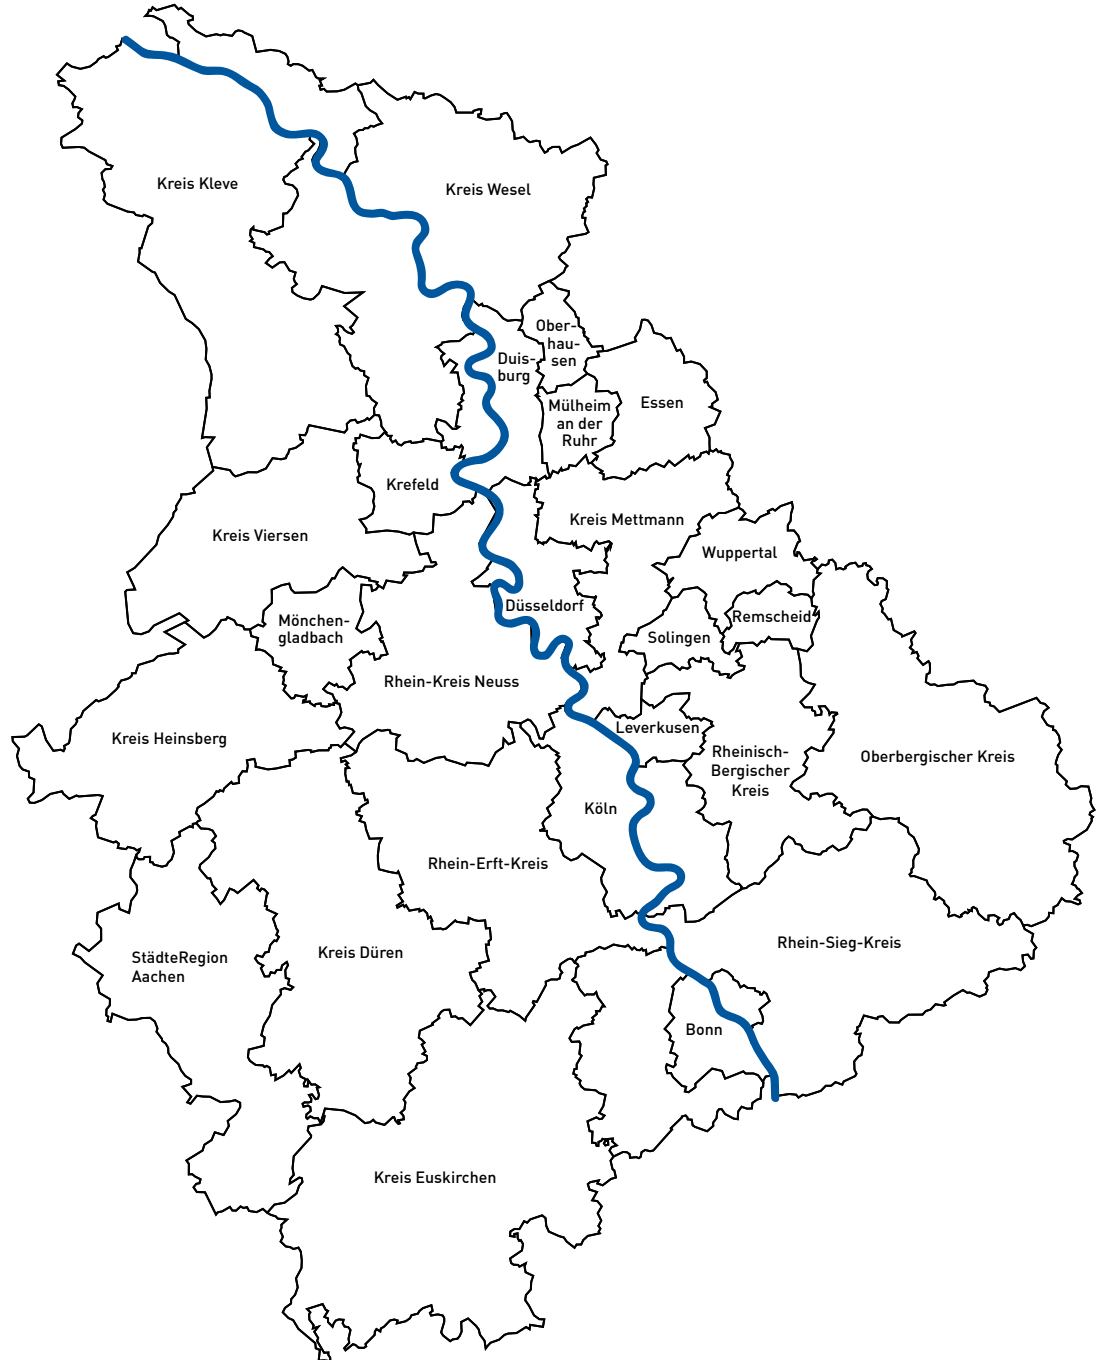 Kreis Kleve
Kreis Wesel
Ober-
hau-
sen
Duis-
burg
Mülheim
an der
Ruhr
Essen
Krefeld
Kreis Mettmann
Kreis Viersen
Wuppertal
Düsseldorf
Mönchen-
gladbach
Remscheid
Solingen
Rhein-Kreis Neuss
Leverkusen
Kreis Heinsberg
Rheinisch-
Bergischer
Kreis
Oberbergischer Kreis
Köln
Rhein-Erft-Kreis
Rhein-Sieg-Kreis
Kreis Düren
StädteRegion
Aachen
Bonn
Kreis Euskirchen